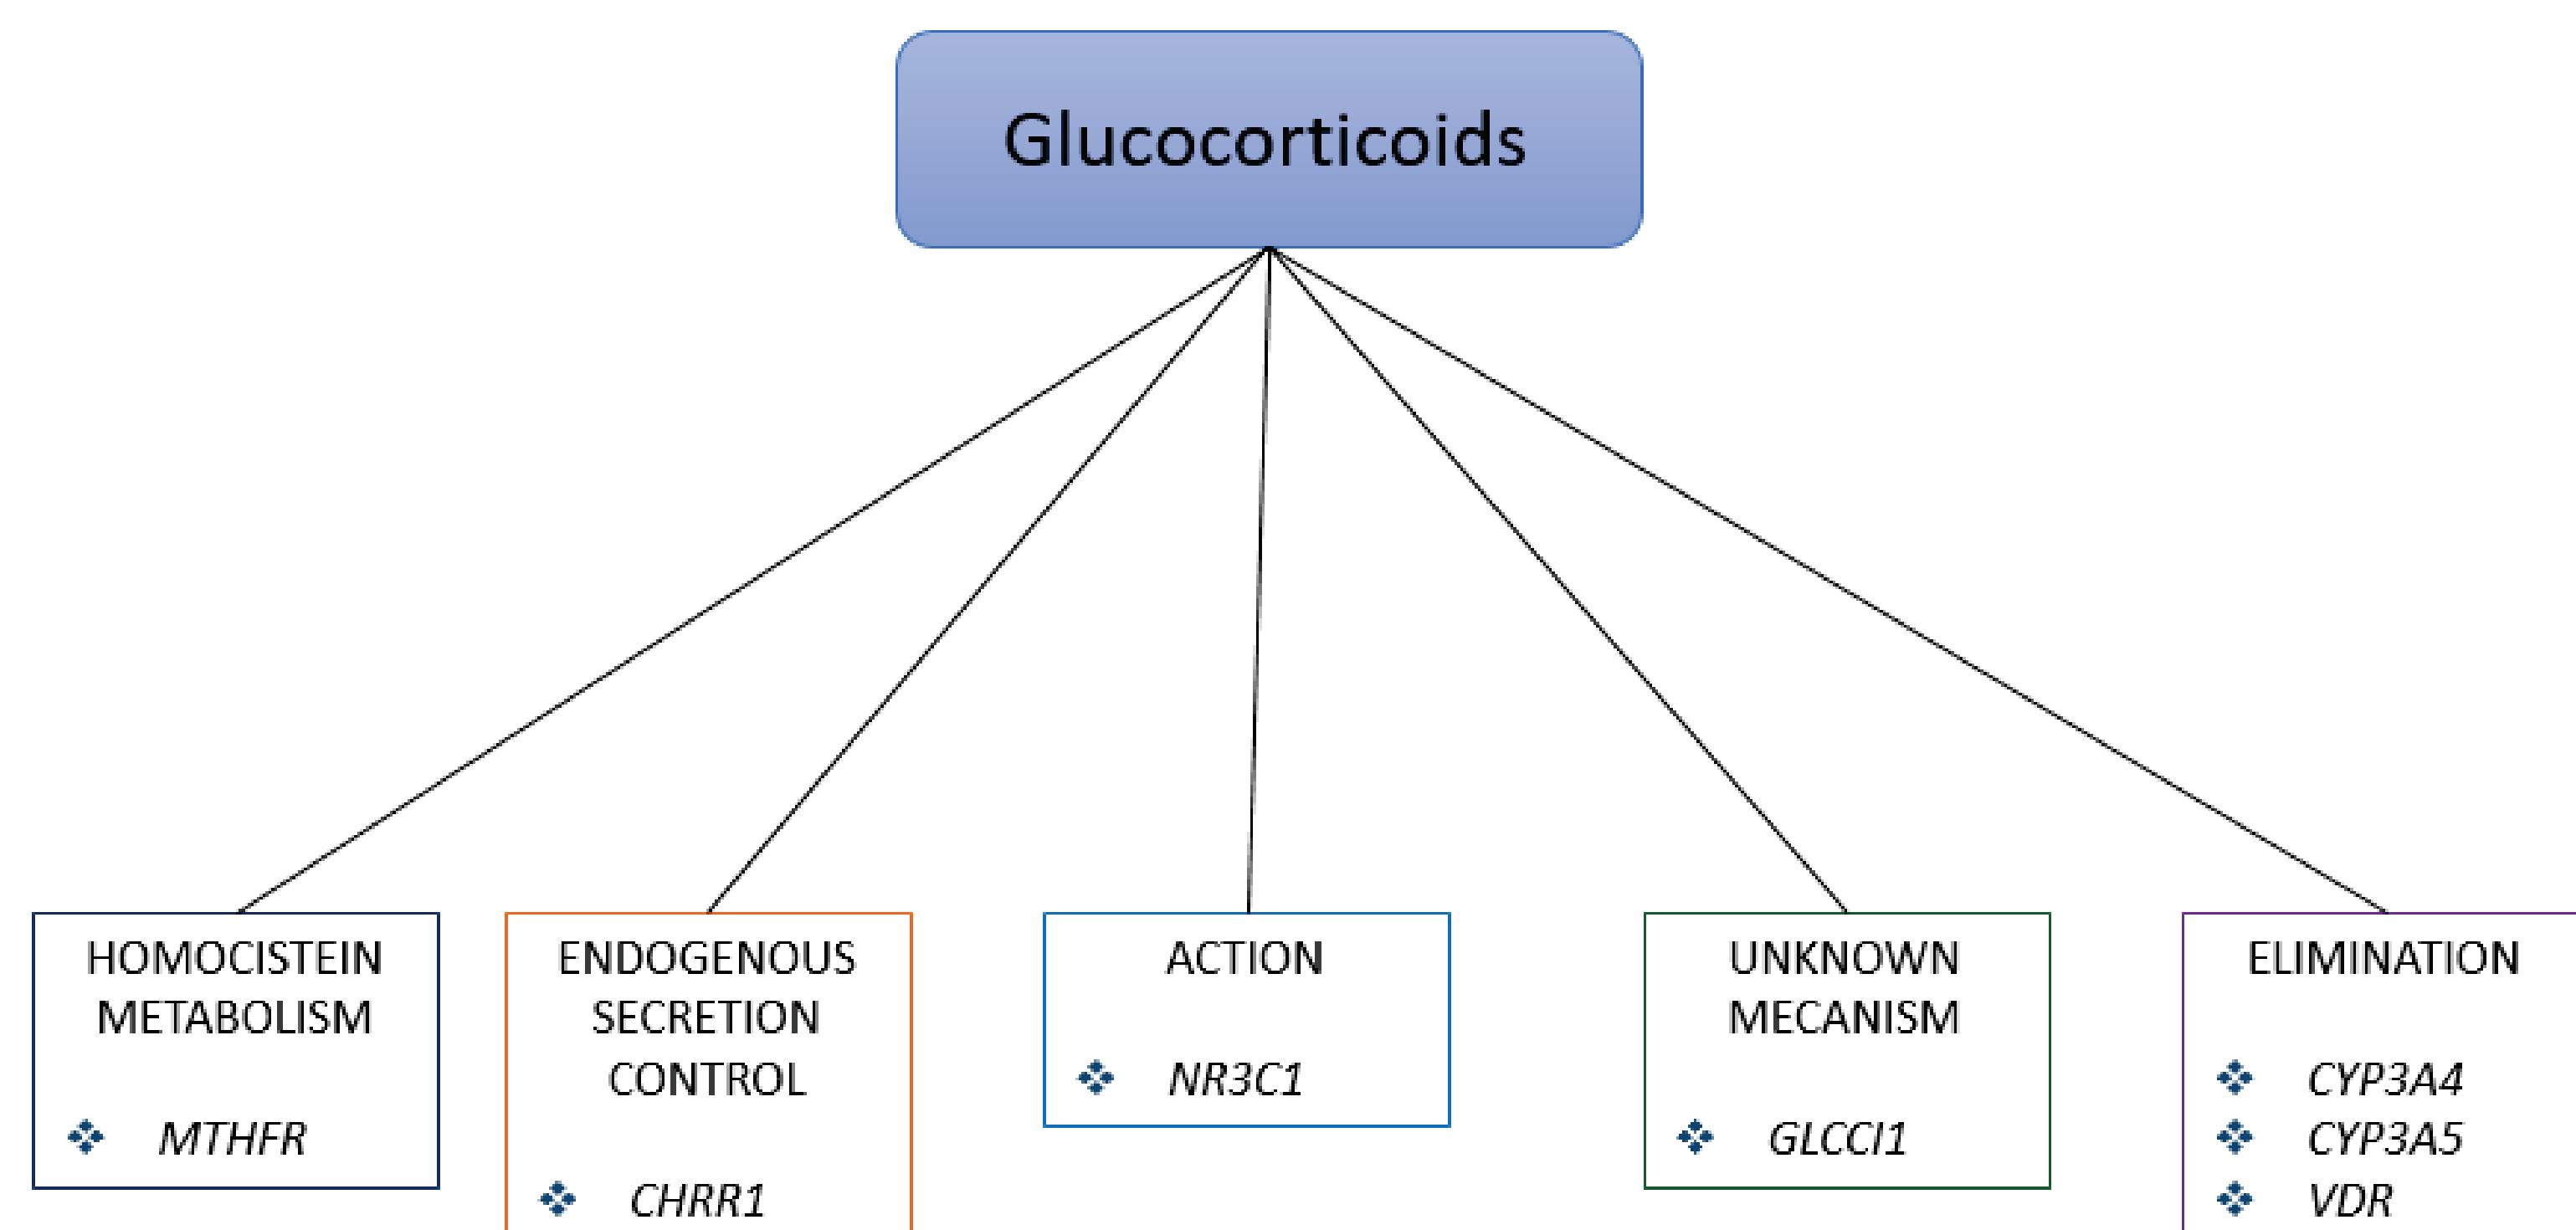 Glucocorticoids
HOMOCISTEIN
METABOLISM
MTHFR
ENDOGENOUS
SECRETION
CONTROL
CHRR1
ACTION
NR3C1
UNKNOWN
MECANISM
GLCCI1
ELIMINATION
CYP3A4
CYP3A5
VDR